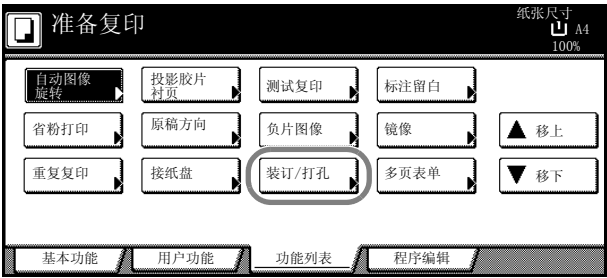 准备复印
纸张尺寸
A4
100%
自动图像
旋转
投影胶片
衬页
测试复印
标注留白
省粉打印
原稿方向
负片图像
镜像
移上
重复复印
接纸盘
装订/打孔
多页表单
移下
基本功能
用户功能
功能列表
程序编辑